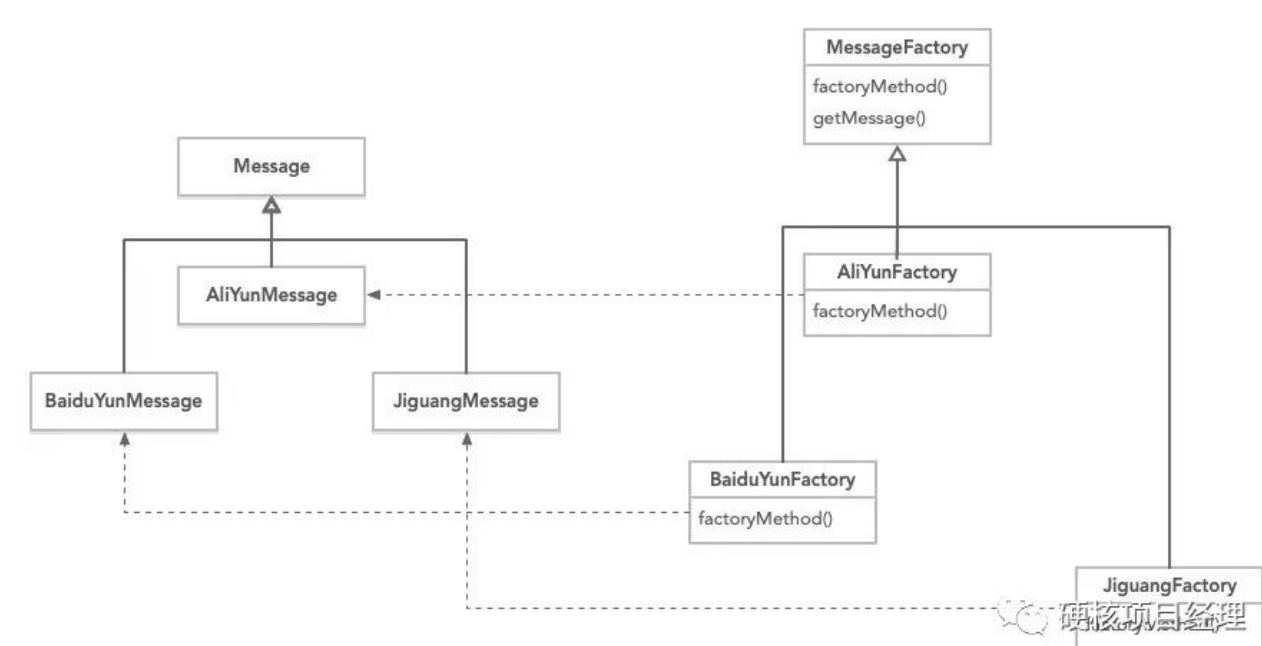 MessageFactory
factoryMethod()
getMessage()
Message
AliYunFactory
factoryMethod()
AliYunMessage
BaiduYunMessage
JiguangMessage
BaiduYunFactory
factoryMethod()
JiguangFactory
硬核项目经理